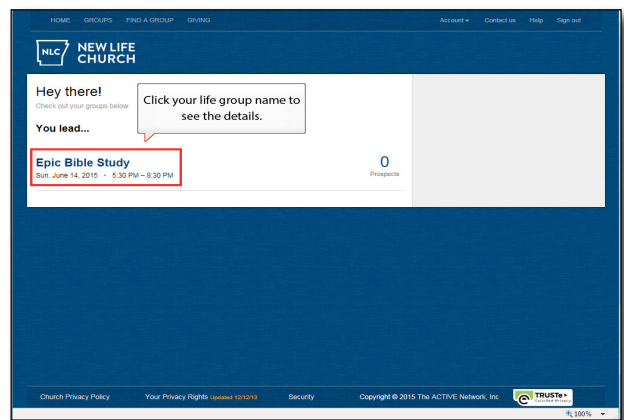 HOME GROUPS FIND A GROUP GIVING Account Contact us Help Sign out
NLC NEW LIFE
CHURCH
Hey there!
Check out your groups below.
Click your life group name to
see the details.
You lead...
Epic Bible Study 0
Sun. June 14, 2015 • 5:30 PM – 8:30 PM Prospects
Church Privacy Policy Your Privacy Rights Updated 12/12/13 Security Copyright © 2015 The ACTIVE Network, Inc TRUSTe
Certified Privacy
100%